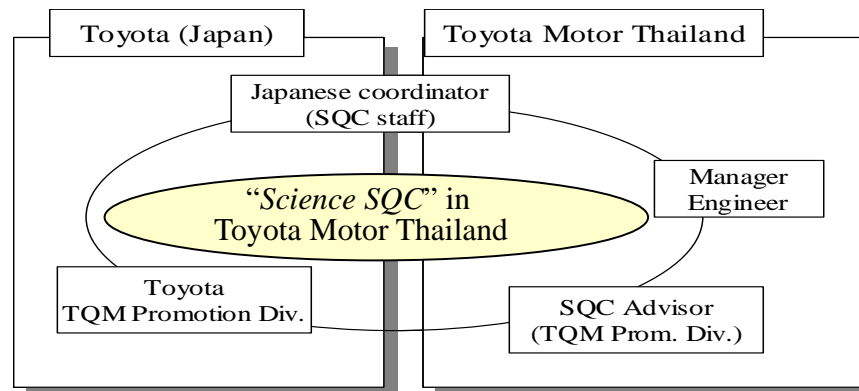 Toyota (Japan)
Toyota Motor Thailand
Japanese coordinator
(SQC staff)
Manager
Engineer
“Science SQC” in
Toyota Motor Thailand
Toyota
TQM Promotion Div.
SQC Advisor
(TQM Prom. Div.)